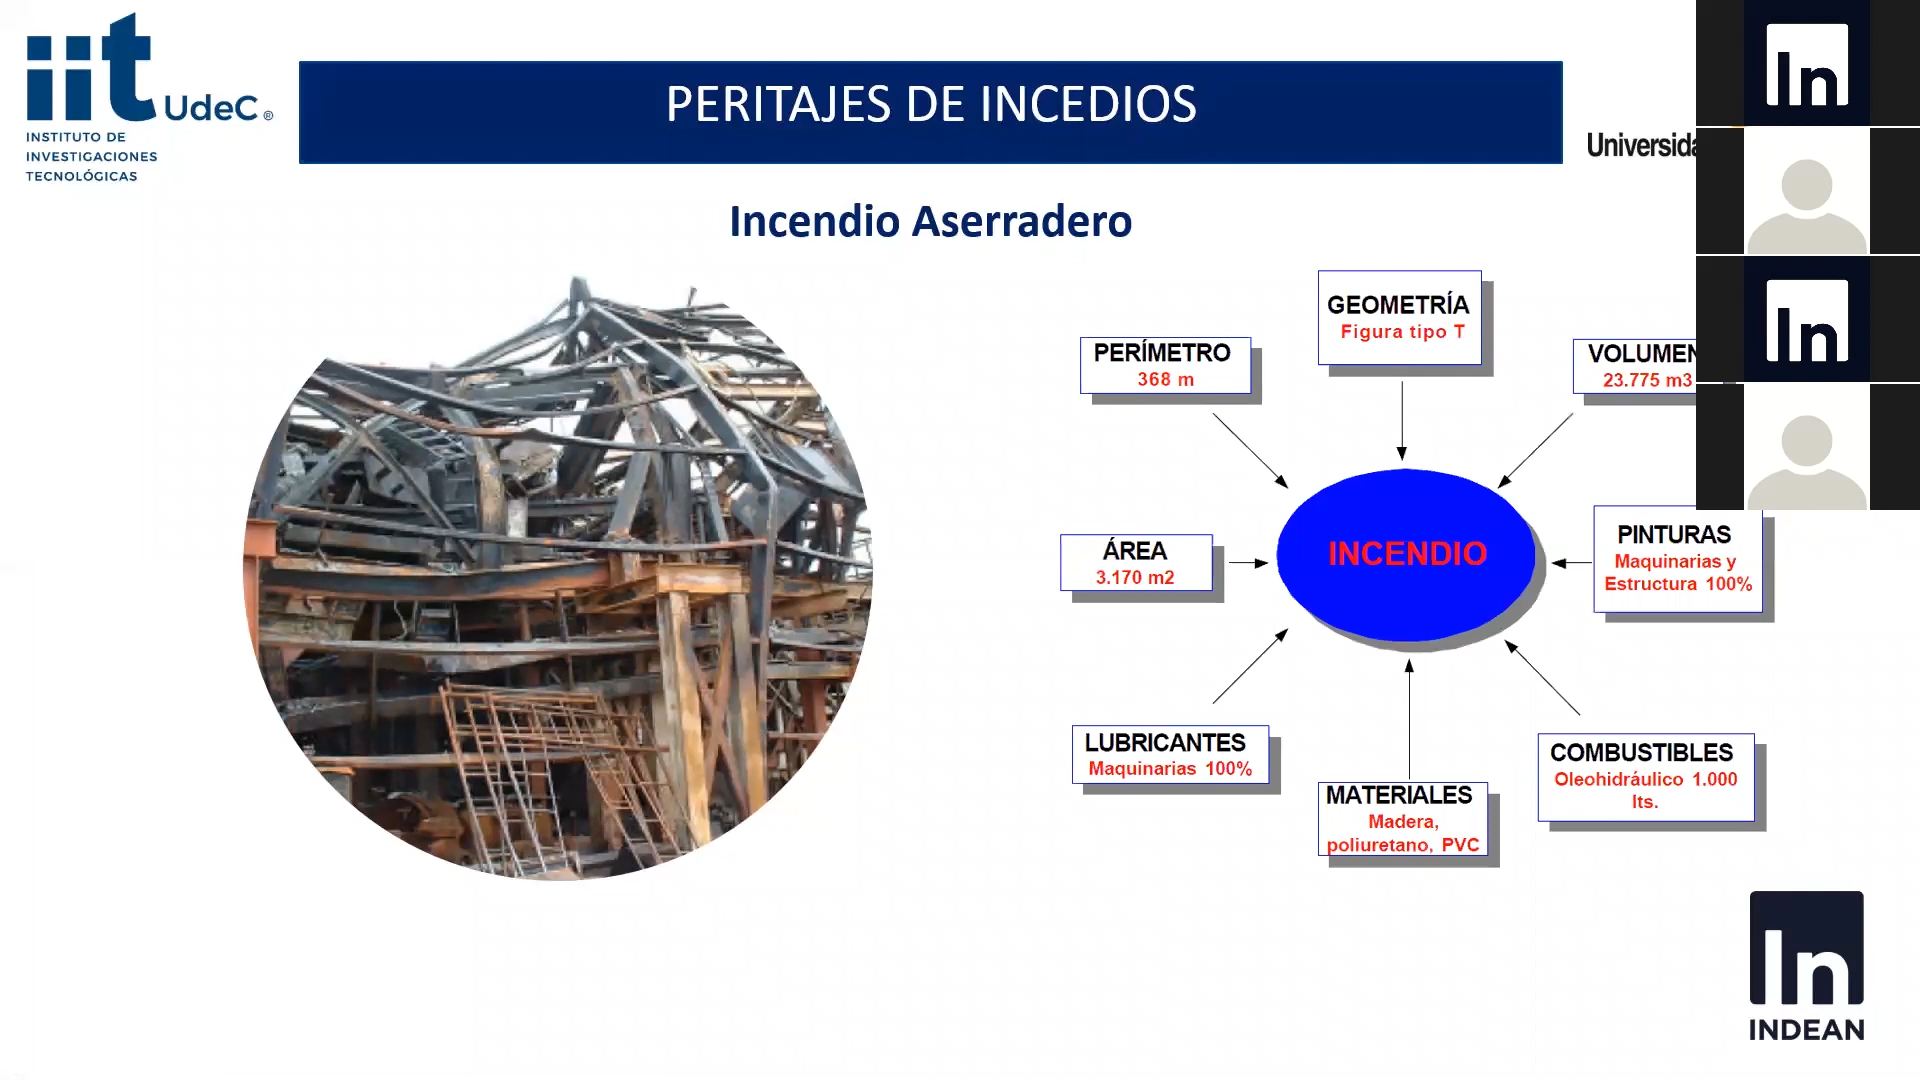 iit UdeC ®
INSTITUTO DE
INVESTIGACIONES
TECNOLÓGICAS
PERITAJES DE INCEDIOS
Incendio Aserradero
GEOMETRÍA
Figura tipo T
PERÍMETRO
368 m
VOLUMEN
23.775 m3
ÁREA
3.170 m2
INCENDIO
PINTURAS
Maquinarias y
Estructura 100%
LUBRICANTES
Maquinarias 100%
MATERIALES
Madera,
poliuretano, PVC
COMBUSTIBLES
Oleohidráulico 1.000
lts.
In
In
In
INDEAN